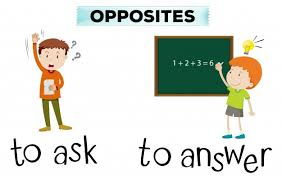 OPPOSITES
1+2+3=6
to ask
to answer